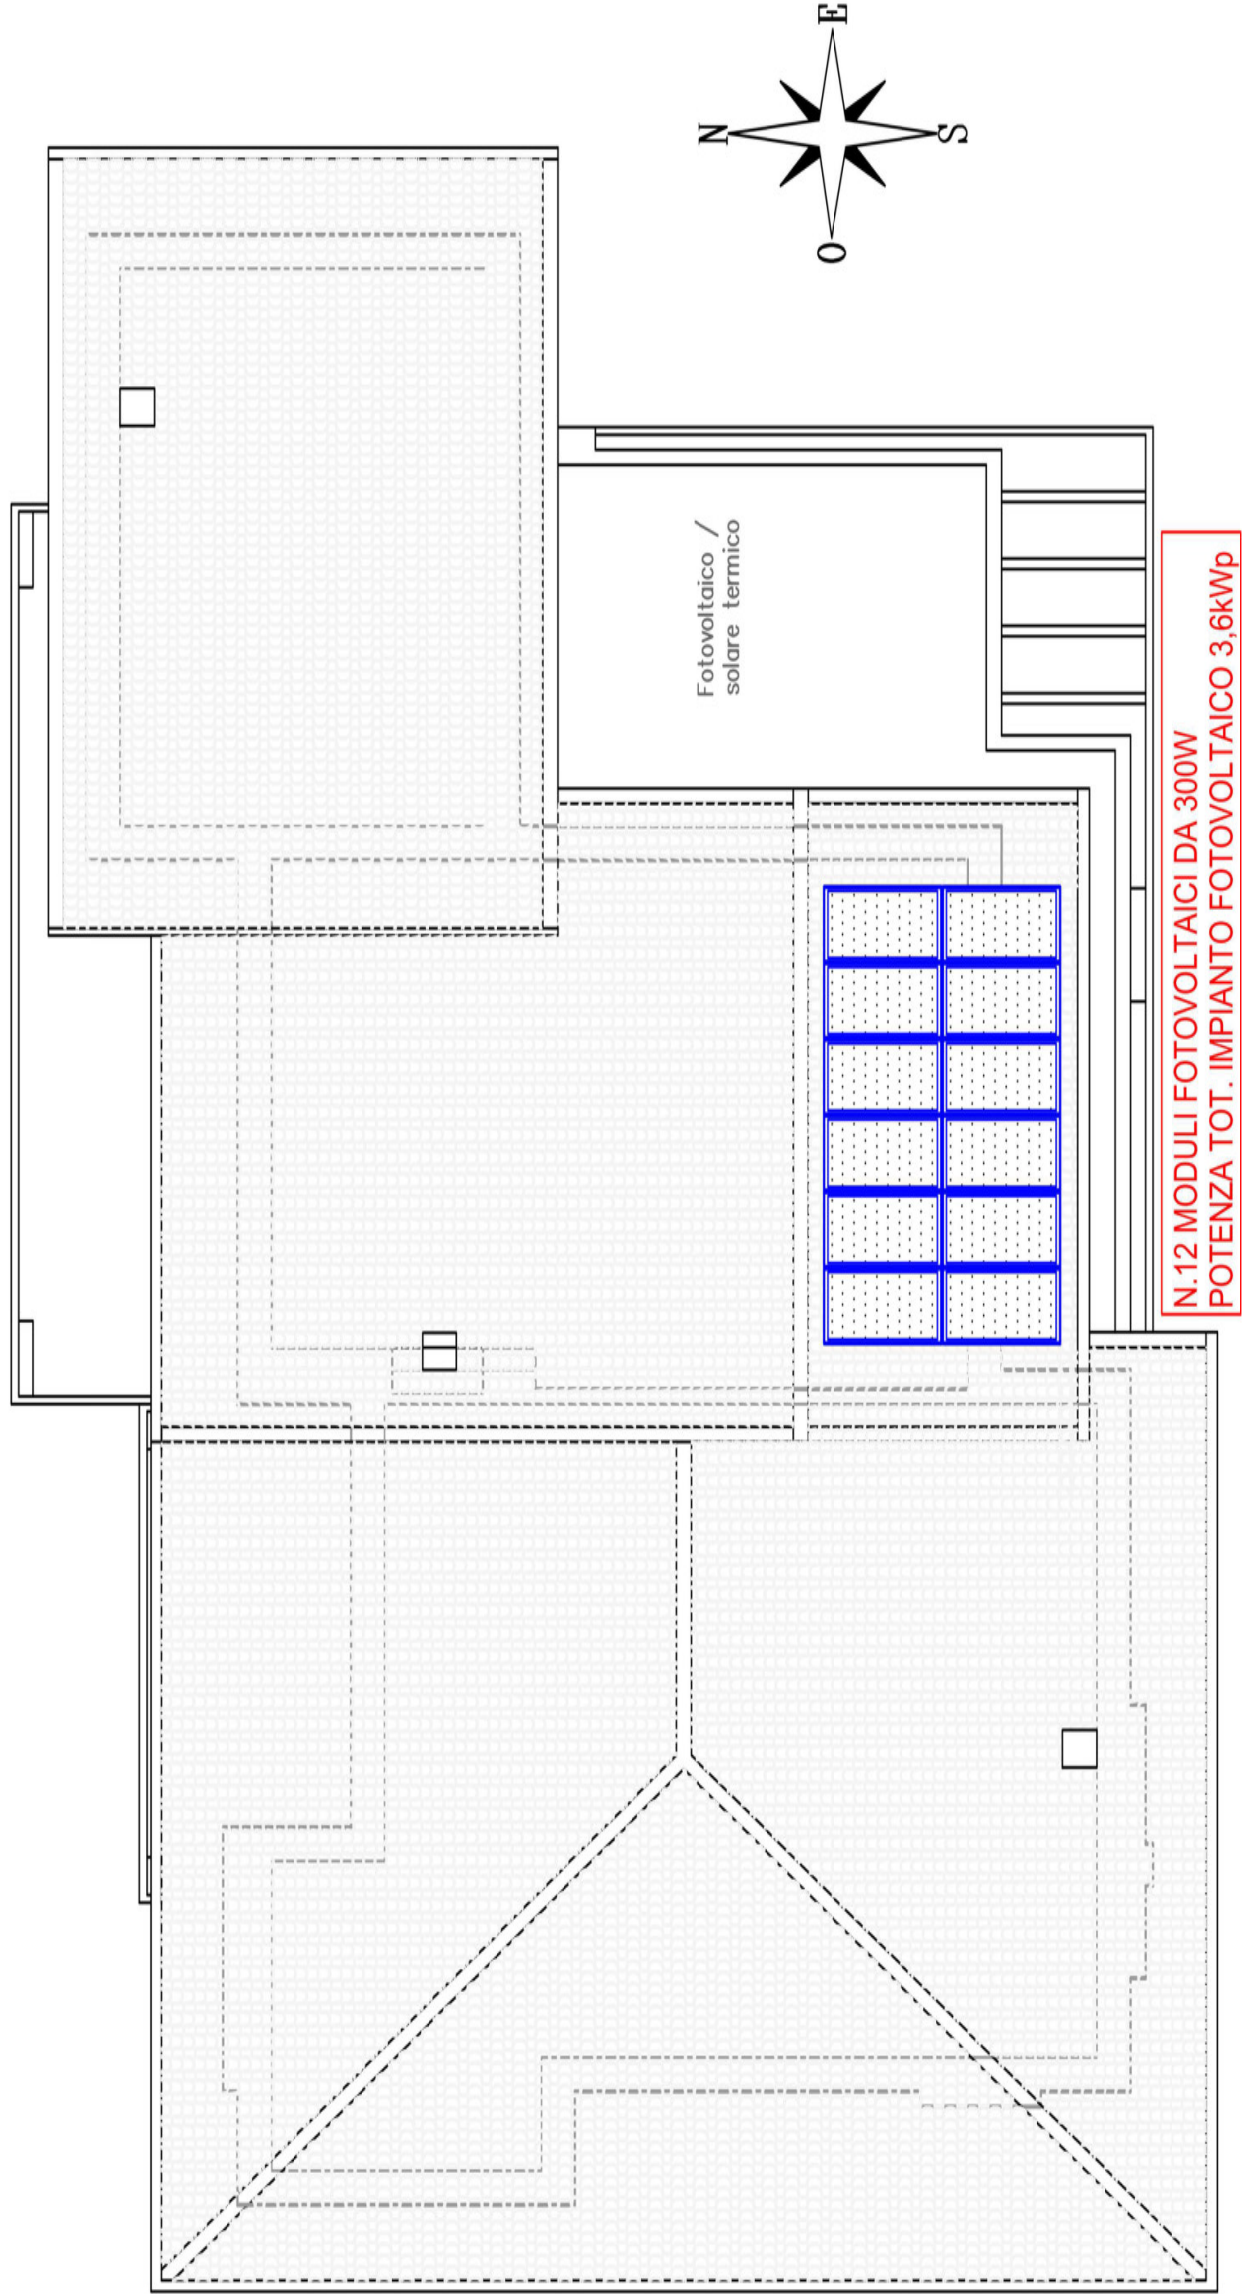 N
E
S
O
Fotovoltaico /
solare termico
N.12 MODULI FOTOVOLTAICI DA 300W
POTENZA TOT. IMPIANTO FOTOVOLTAICO 3,6kWp